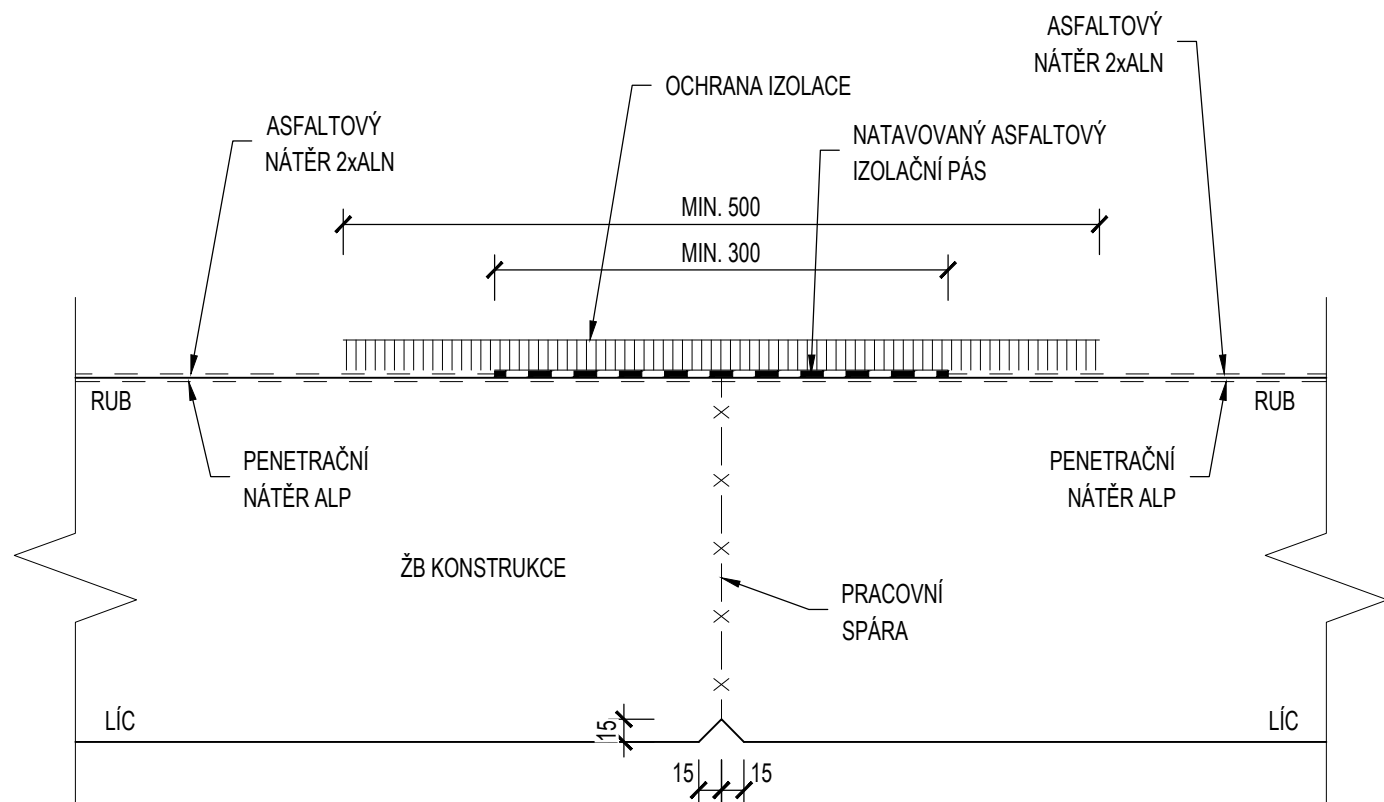 ASFALTOVÝ
NÁTĚR 2xALN
OCHRANA IZOLACE
ASFALTOVÝ
NÁTĚR 2xALN
NATAVOVANÝ ASFALTOVÝ
IZOLAČNÍ PÁS
MIN. 500
MIN. 300
RUB
RUB
PENETRAČNÍ
NÁTĚR ALP
PENETRAČNÍ
NÁTĚR ALP
ŽB KONSTRUKCE
PRACOVNÍ
SPÁRA
LÍC
15
LÍC
15
15